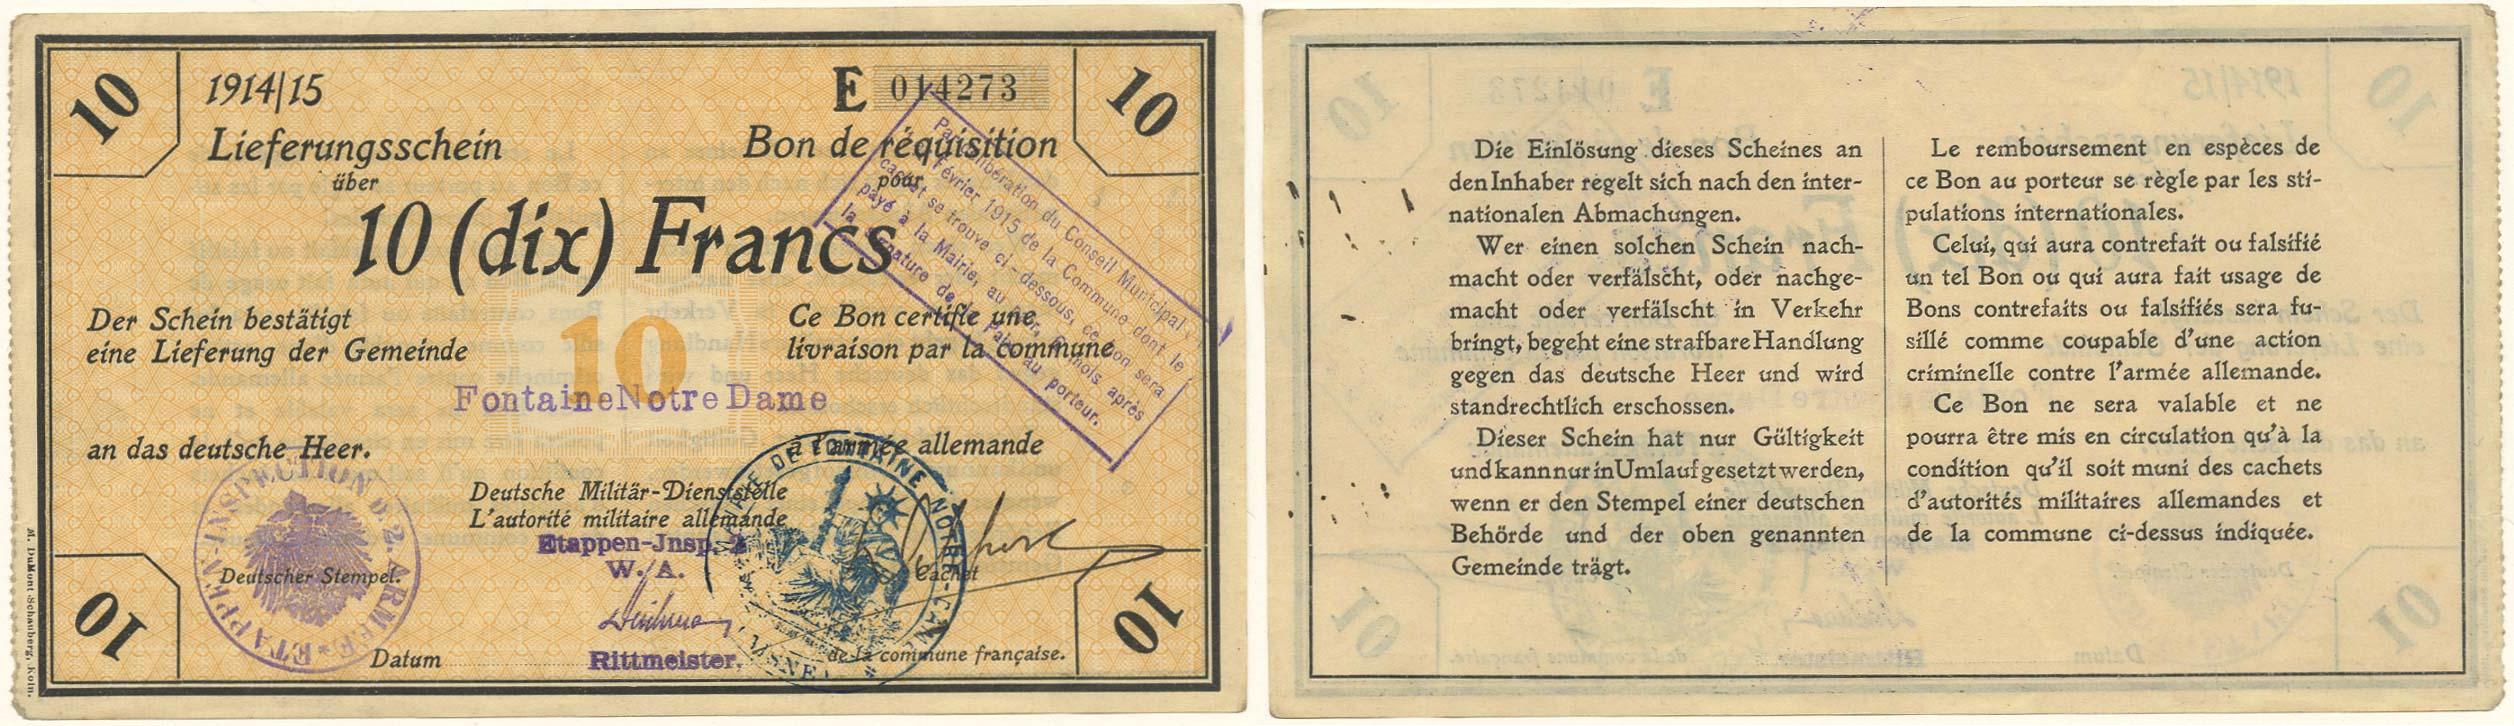 10
1914/15
E 014273
10
Lieferungsschein
über
Bon de réquisition
pour
10 (dix) Francs
Par délibération du Conseil Municipal
Février 1915 de la Commune dont le
cachet se trouve ci-dessous, ce bon sera
payé à la Mairie, au après
la signature de la Paix au porteur.
Der Schein bestätigt
eine Lieferung der Gemeinde
Ce Bon certifie une
livraison par la commune
10
Fontaine Notre Dame
an das deutsche Heer.
à l'armée allemande
Deutsche Militär-Dienststelle
L'autorité militaire allemande
Etappen-Jnsp. 2
W. A.
Rittmeister.
ETAPPEN-INSPECTION D. 2. ARMEE
Deutscher Stempel.
Datum
MAIRIE DE FONTAINE NOTRE-
AISNE
Cachet
de la commune française.
10
10
M. DuMont Schauberg, Köln.
Die Einlösung dieses Scheines an
den Inhaber regelt sich nach den inter-
nationalen Abmachungen.
Wer einen solchen Schein nach-
macht oder verfälscht, oder nachge-
macht oder verfälscht in Verkehr
bringt, begeht eine strafbare Handlung
gegen das deutsche Heer und wird
standrechtlich erschossen.
Dieser Schein hat nur Gültigkeit
und kann nur in Umlauf gesetzt werden,
wenn er den Stempel einer deutschen
Behörde und der oben genannten
Gemeinde trägt.
Le remboursement en espèces de
ce Bon au porteur se règle par les sti-
pulations internationales.
Celui, qui aura contrefait ou falsifié
un tel Bon ou qui aura fait usage de
Bons contrefaits ou falsifiés sera fu-
sillé comme coupable d'une action
criminelle contre l'armée allemande.
Ce Bon ne sera valable et ne
pourra être mis en circulation qu'à la
condition qu'il soit muni des cachets
d'autorités militaires allemandes et
de la commune ci-dessus indiquée.